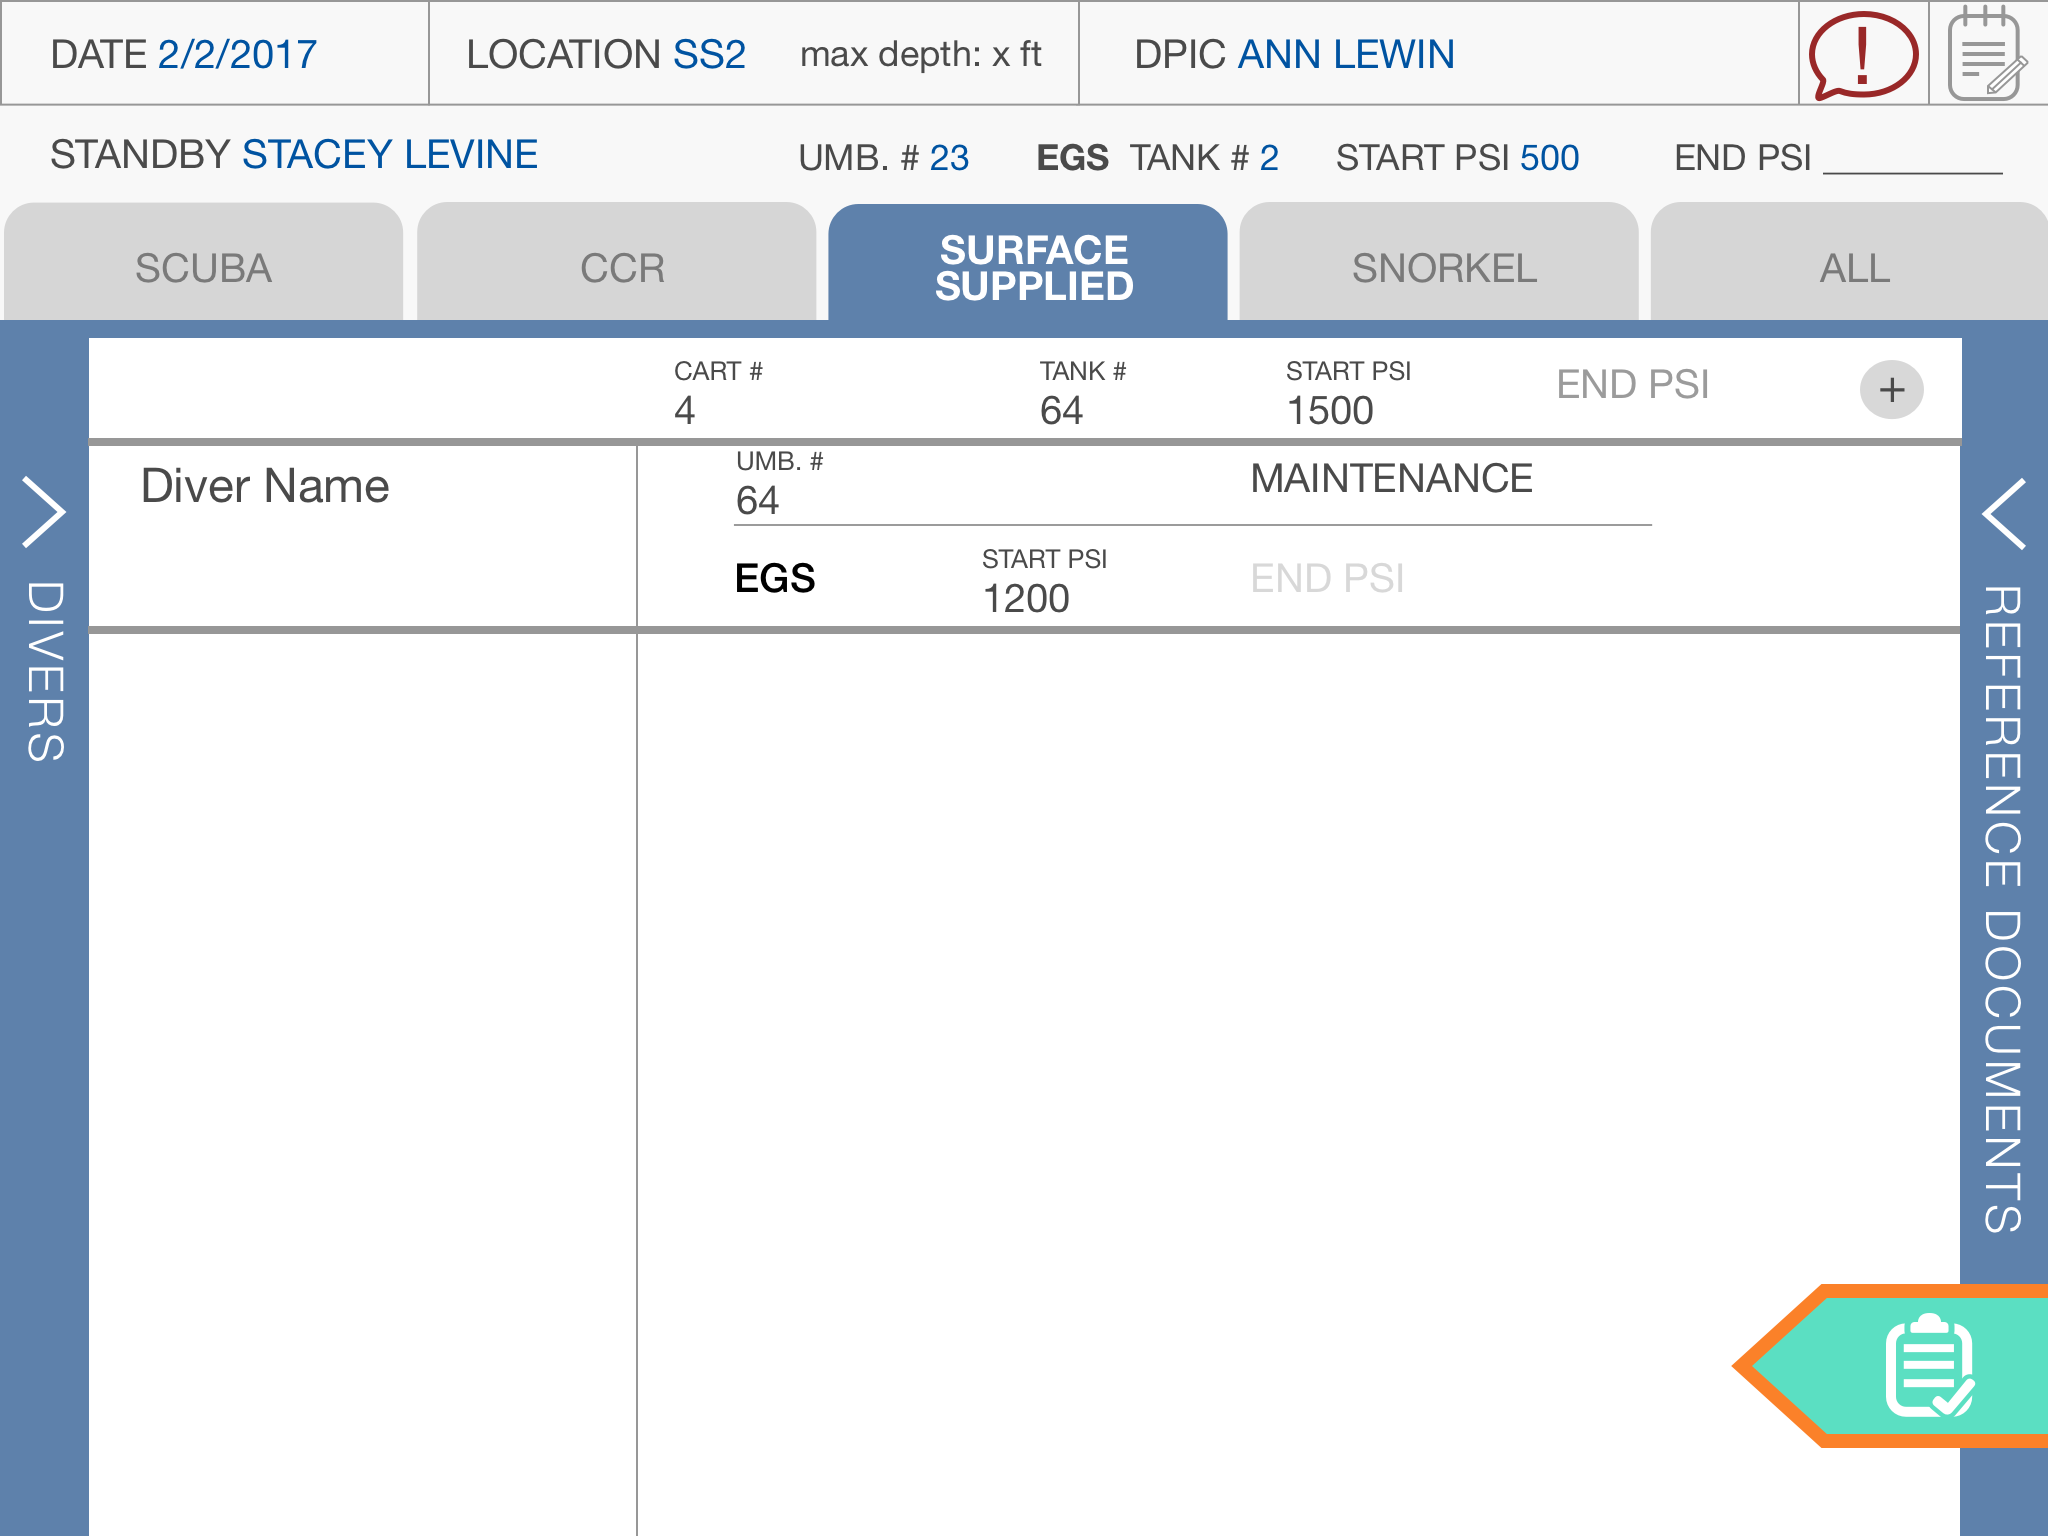 DATE 2/2/2017
LOCATION SS2
max depth: x ft
DPIC ANN LEWIN
!
STANDBY STACEY LEVINE
UMB. # 23
EGS TANK # 2
START PSI 500
END PSI
SCUBA
CCR
SURFACE
SUPPLIED
SNORKEL
ALL
CART #
4
TANK #
64
START PSI
1500
END PSI
+
Diver Name
UMB. #
64
MAINTENANCE
EGS
START PSI
1200
END PSI
DIVERS
REFERENCE DOCUMENTS